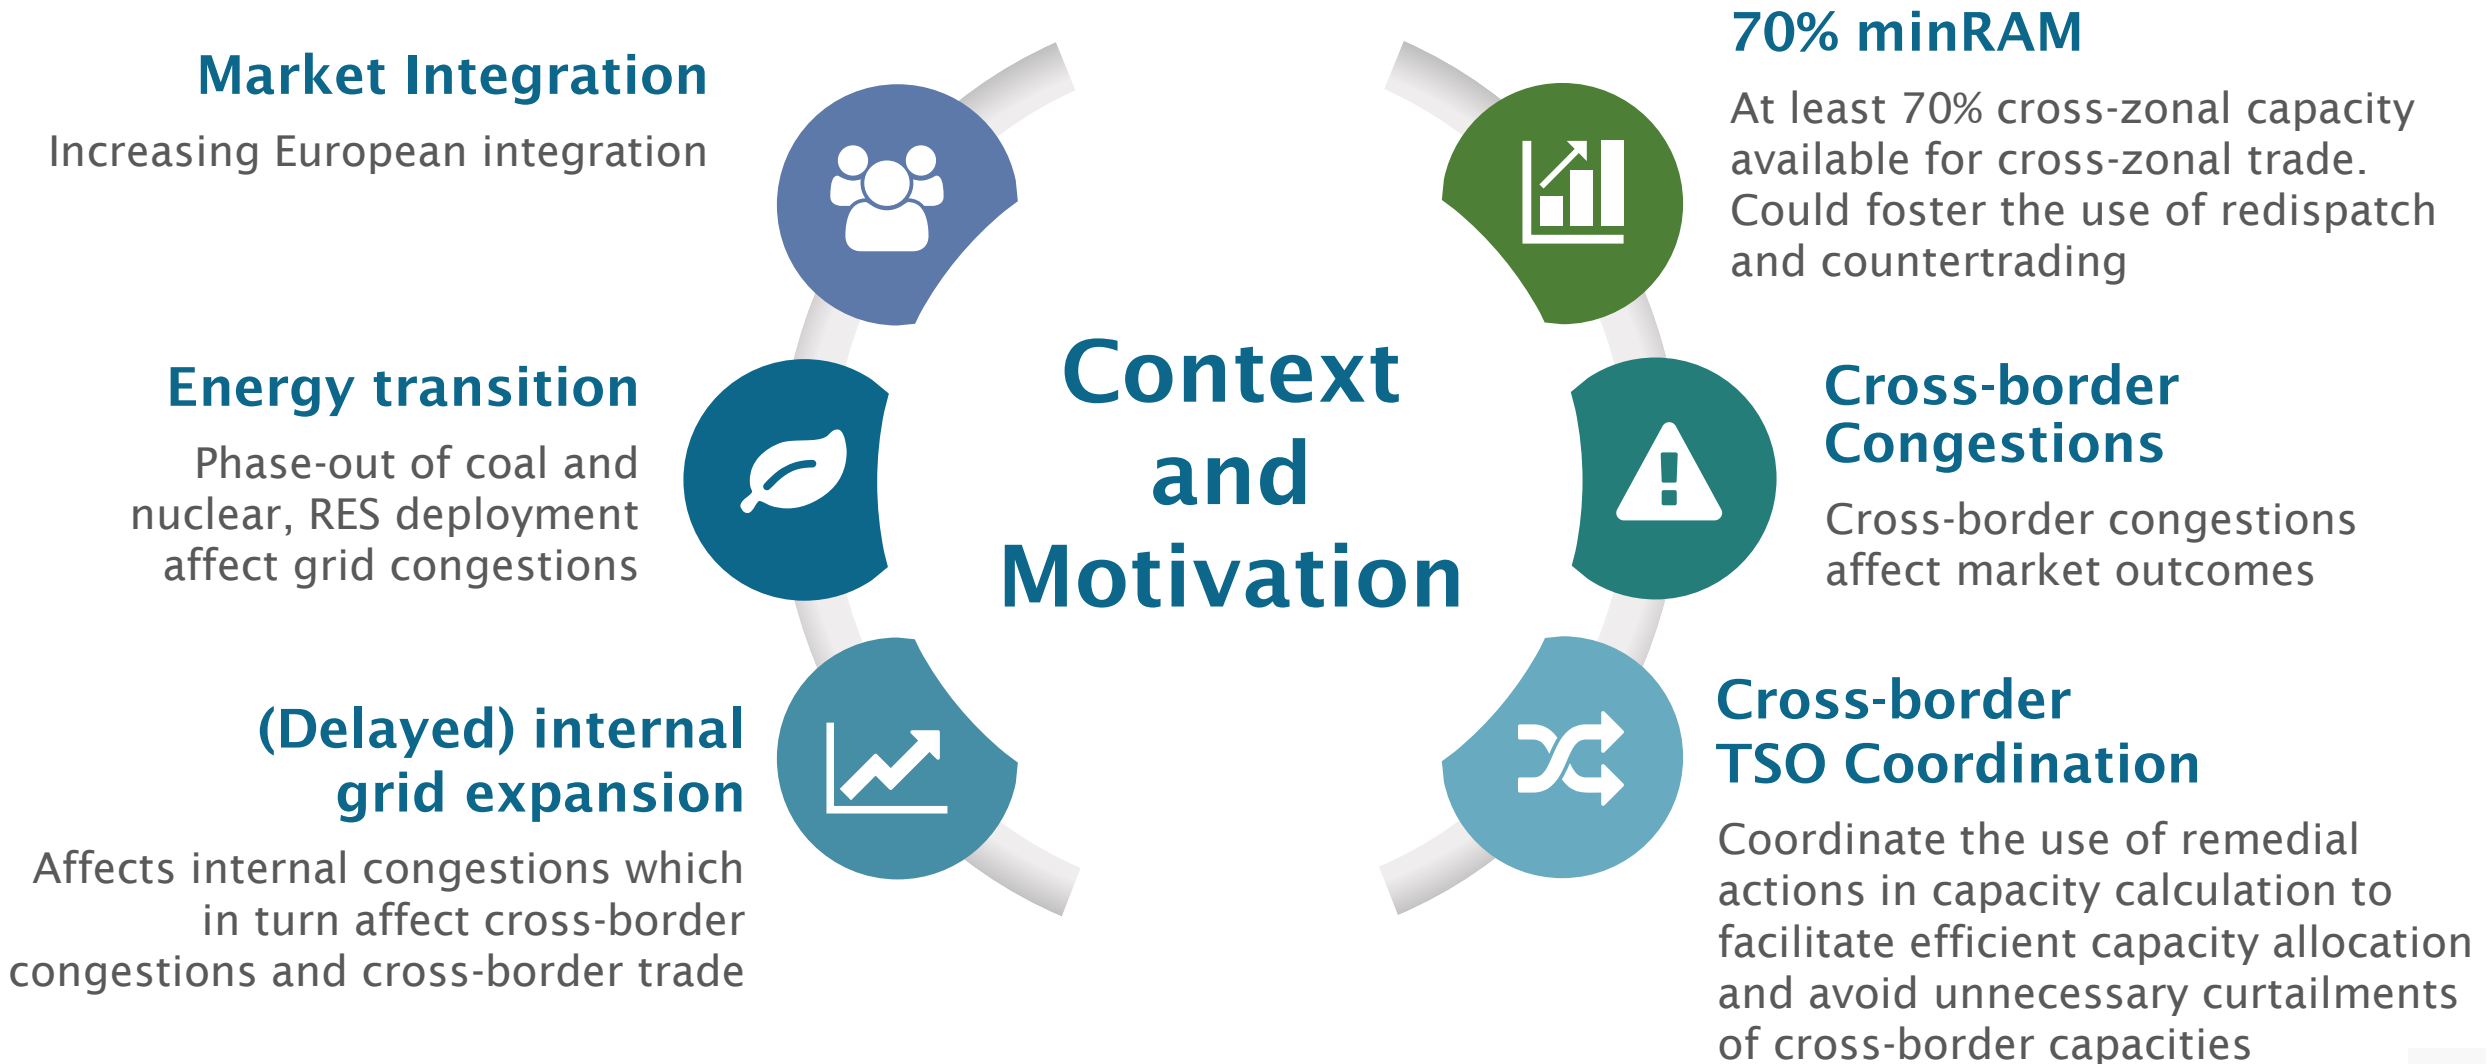 Market Integration
Increasing European integration
Energy transition
Phase-out of coal and
nuclear, RES deployment
affect grid congestions
(Delayed) internal
grid expansion
Affects internal congestions which
in turn affect cross-border
congestions and cross-border trade
Context
and
Motivation
70% minRAM
At least 70% cross-zonal capacity
available for cross-zonal trade.
Could foster the use of redispatch
and countertrading
Cross-border
Congestions
Cross-border congestions
affect market outcomes
Cross-border
TSO Coordination
Coordinate the use of remedial
actions in capacity calculation to
facilitate efficient capacity allocation
and avoid unnecessary curtailments
of cross-border capacities